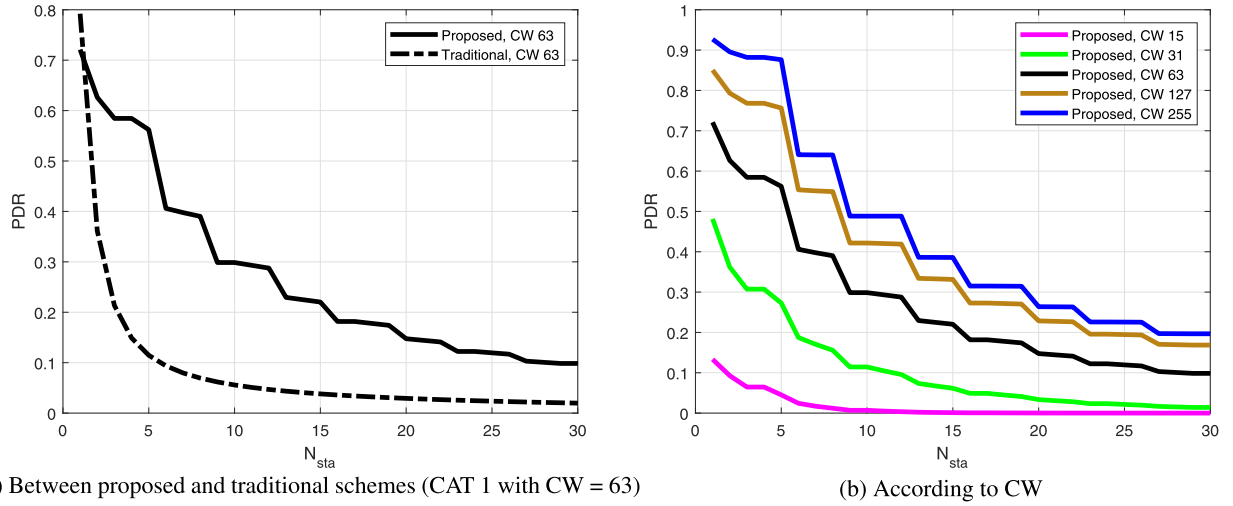 0.8
0.7
0.6
0.5
0.4
0.3
0.2
0.1
0
PDR
Proposed, CW 63
Traditional, CW 63
0 5 10 15 20 25 30
N_sta
) Between proposed and traditional schemes (CAT 1 with CW = 63)
1
0.9
0.8
0.7
0.6
0.5
0.4
0.3
0.2
0.1
0
PDR
Proposed, CW 15
Proposed, CW 31
Proposed, CW 63
Proposed, CW 127
Proposed, CW 255
0 5 10 15 20 25 30
N_sta
(b) According to CW